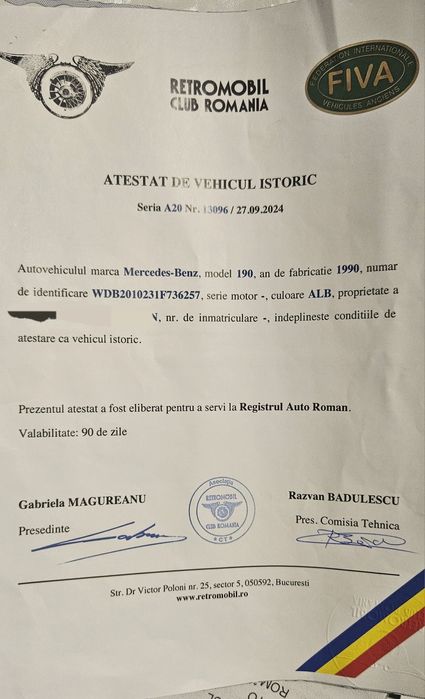 RETROMOBIL
CLUB ROMANIA
FEDERATION INTERNATIONALE
FIVA
VEHICULES ANCIENS
ATESTAT DE VEHICUL ISTORIC
Seria A20 Nr. 13096 / 27.09.2024
Autovehiculul marca Mercedes-Benz, model 190, an de fabricatie 1990, numar
de identificare WDB2010231F736257, serie motor -, culoare ALB, proprietate a
N, nr. de inmatriculare -, indeplineste conditiile de
atestare ca vehicul istoric.
Prezentul atestat a fost eliberat pentru a servi la Registrul Auto Roman.
Valabilitate: 90 de zile
Gabriela MAGUREANU
Presedinte
Asociaţia
RETROMOBIL
CLUB ROMANIA
* CT *
Razvan BADULESCU
Pres. Comisia Tehnica
Str. Dr Victor Poloni nr. 25, sector 5, 050592, Bucuresti
www.retromobil.ro